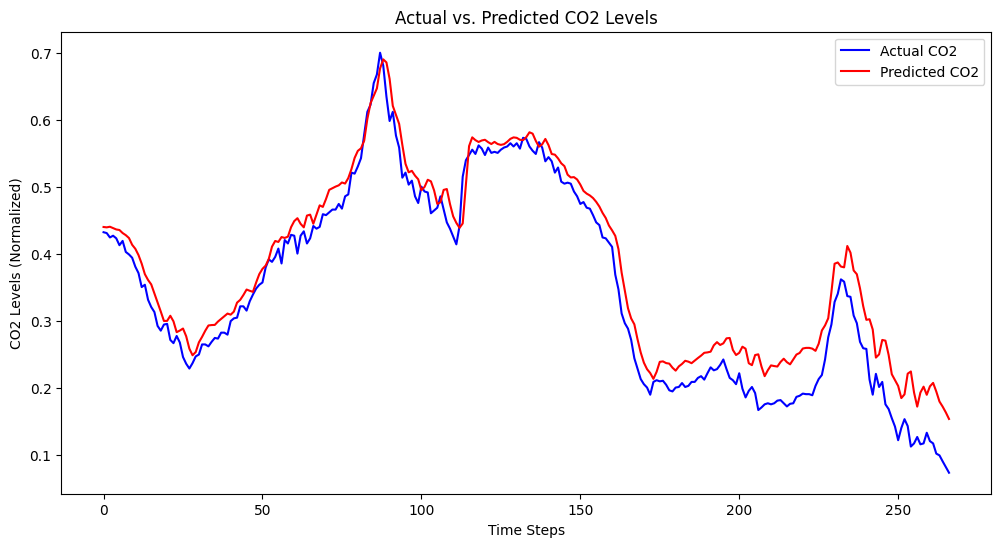 Actual vs. Predicted CO2 Levels
Actual CO2
Predicted CO2
CO2 Levels (Normalized)
0.7
0.6
0.5
0.4
0.3
0.2
0.1
0 50 100 150 200 250
Time Steps